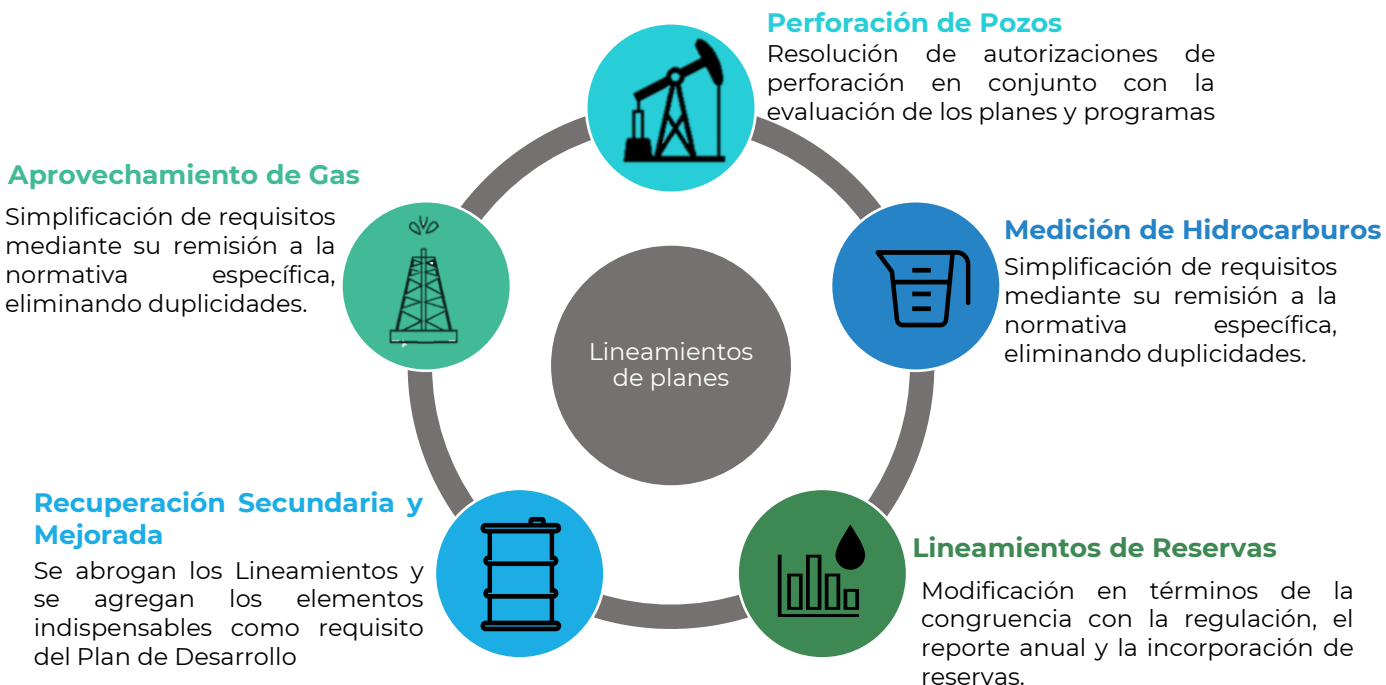 Perforación de Pozos
Resolución de autorizaciones de
perforación en conjunto con la
evaluación de los planes y programas
Aprovechamiento de Gas
Simplificación de requisitos
mediante su remisión a la
normativa específica,
eliminando duplicidades.
Medición de Hidrocarburos
Simplificación de requisitos
mediante su remisión a la
normativa específica,
eliminando duplicidades.
Lineamientos
de planes
Recuperación Secundaria y
Mejorada
Se abrogan los Lineamientos y
se agregan los elementos
indispensables como requisito
del Plan de Desarrollo
Lineamientos de Reservas
Modificación en términos de la
congruencia con la regulación, el
reporte anual y la incorporación de
reservas.